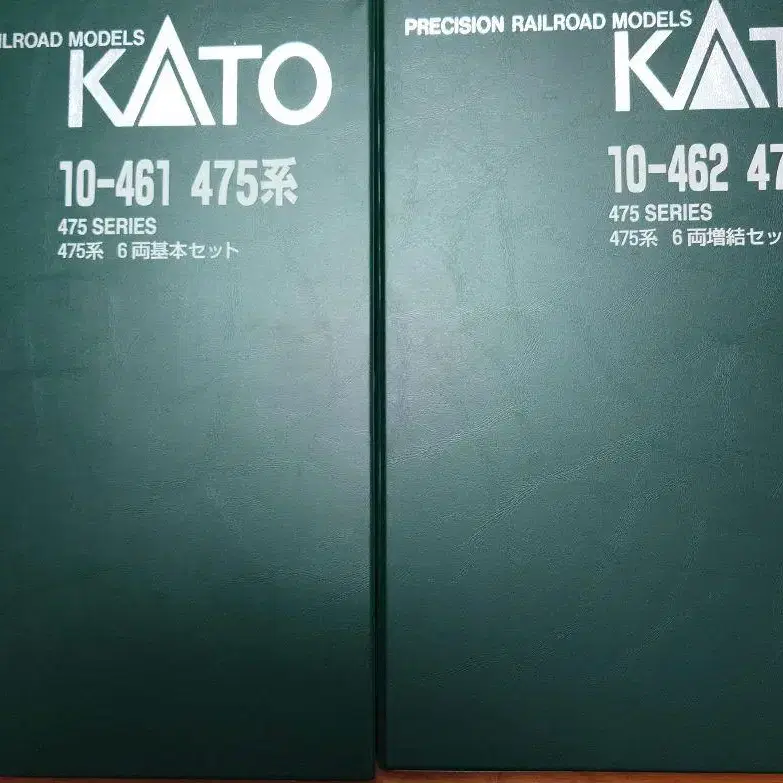 ILROAD MODELS
KATO
10-461 475系
475 SERIES
475系 6両基本セット
PRECISION RAILROAD MODELS
KAT
10-462 47
475 SERIES
475系 6両増結セッ